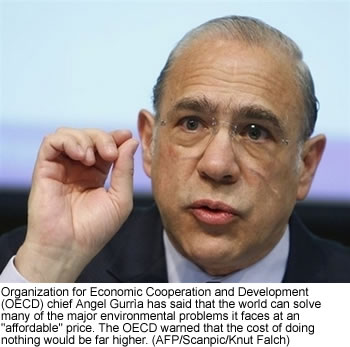 Organization for Economic Cooperation and Development
(OECD) chief Angel Gurrìa has said that the world can solve
many of the major environmental problems it faces at an
"affordable" price. The OECD warned that the cost of doing
nothing would be far higher. (AFP/Scanpic/Knut Falch)